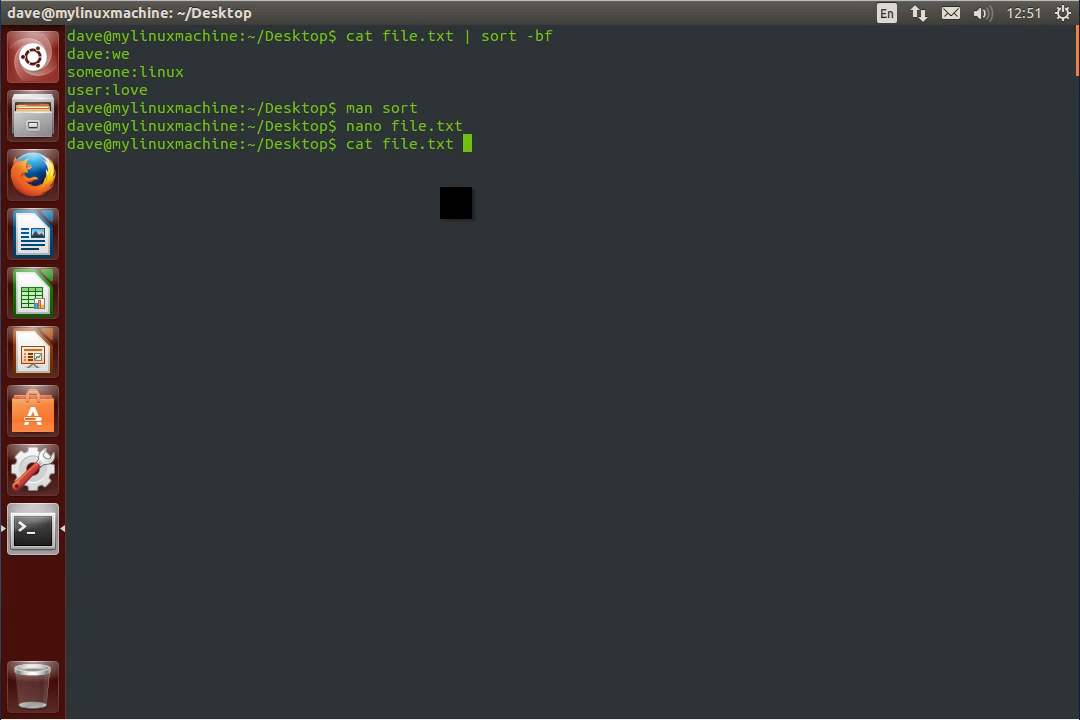 dave@mylinuxmachine: ~/Desktop
En
12:51
dave@mylinuxmachine:~/Desktop$ cat file.txt | sort -bf
dave:we
someone:linux
user:love
dave@mylinuxmachine:~/Desktop$ man sort
dave@mylinuxmachine:~/Desktop$ nano file.txt
dave@mylinuxmachine:~/Desktop$ cat file.txt